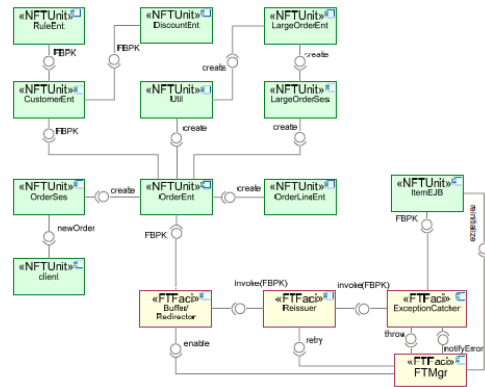 «NFTUnit»
RuleEnt
«NFTUnit»
DiscountEnt
«NFTUnit»
LargeOrderEnt
FBPK
FBPK
create
create
«NFTUnit»
CustomerEnt
«NFTUnit»
Util
«NFTUnit»
LargeOrderSes
FBPK
create
create
«NFTUnit»
OrderSes
create
«NFTUnit»
OrderEnt
create
«NFTUnit»
OrderLineEnt
«NFTUnit»
ItemEJB
newOrder
FBPK
FBPK
reinitialize
«NFTUnit»
client
«FTFaci»
Buffer/
Redirector
invoke(FBPK)
«FTFaci»
Reissuer
invoke(FBPK)
«FTFaci»
ExceptionCatcher
enable
retry
throw
notifyError
«FTFaci»
FTMgr